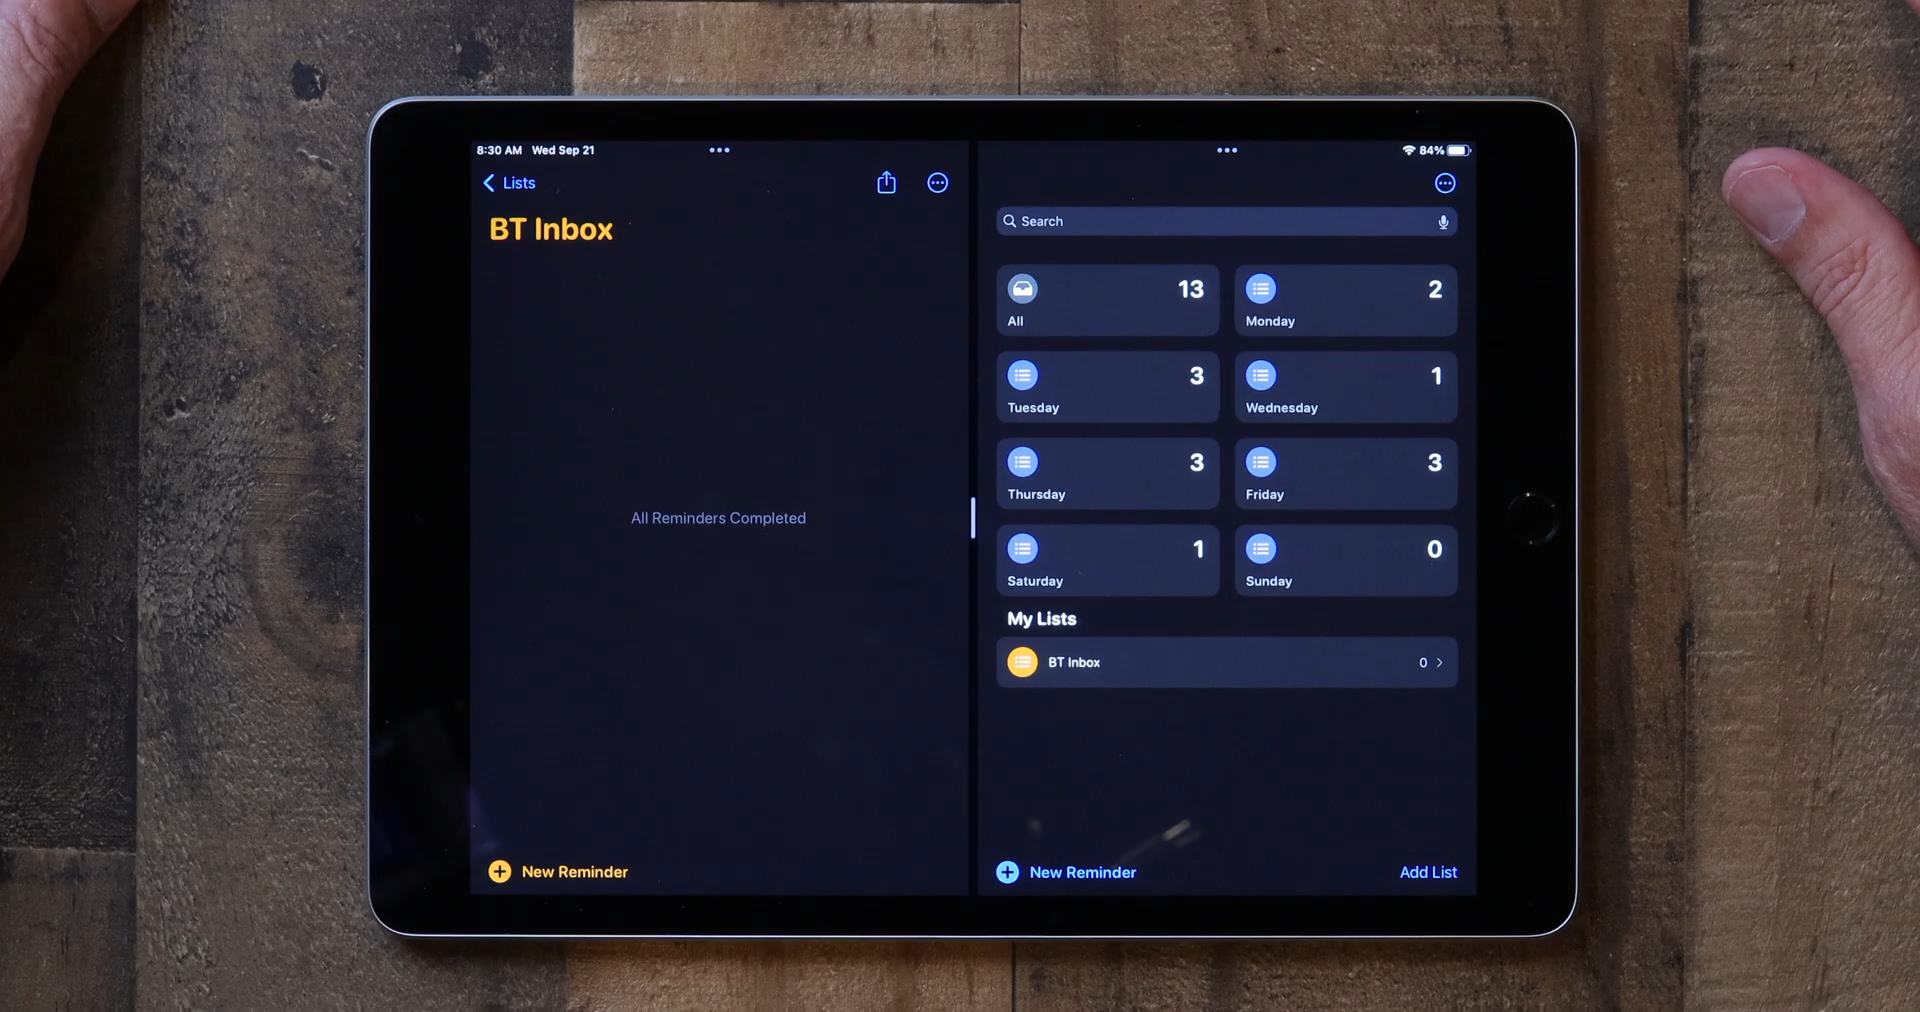 8:30 AM Wed Sep 21
84%
Lists
BT Inbox
All Reminders Completed
New Reminder
Search
13
All
2
Monday
3
Tuesday
1
Wednesday
3
Thursday
3
Friday
1
Saturday
0
Sunday
My Lists
BT Inbox 0
New Reminder
Add List